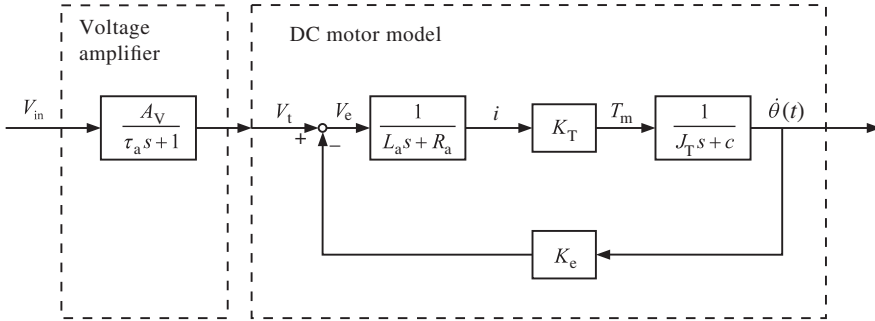 Voltage
amplifier
DC motor model
V_in
A_V
τ_a s + 1
V_t
+
−
V_e
1
L_a s + R_a
i
K_T
T_m
1
J_T s + c
θ̇(t)
K_e